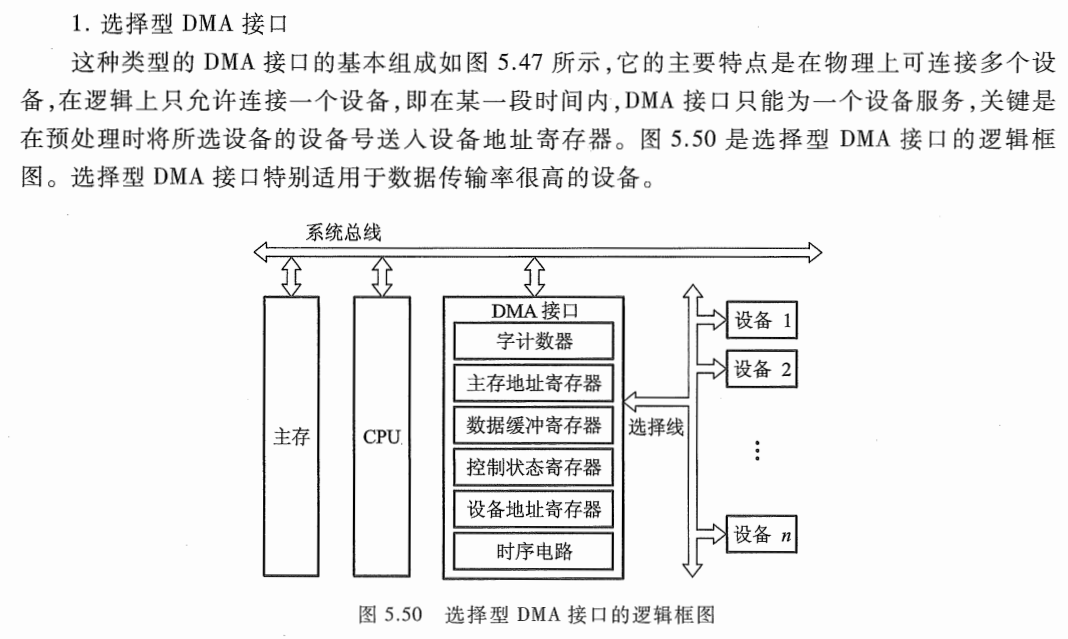 1. 选择型 DMA 接口
这种类型的 DMA 接口的基本组成如图 5.47 所示,它的主要特点是在物理上可连接多个设
备,在逻辑上只允许连接一个设备,即在某一段时间内,DMA 接口只能为一个设备服务,关键是
在预处理时将所选设备的设备号送入设备地址寄存器。图 5.50 是选择型 DMA 接口的逻辑框
图。选择型 DMA 接口特别适用于数据传输率很高的设备。
系统总线
主存
CPU
DMA 接口
字计数器
主存地址寄存器
数据缓冲寄存器
控制状态寄存器
设备地址寄存器
时序电路
选择线
设备 1
设备 2
⋮
设备 n
图 5.50 选择型 DMA 接口的逻辑框图